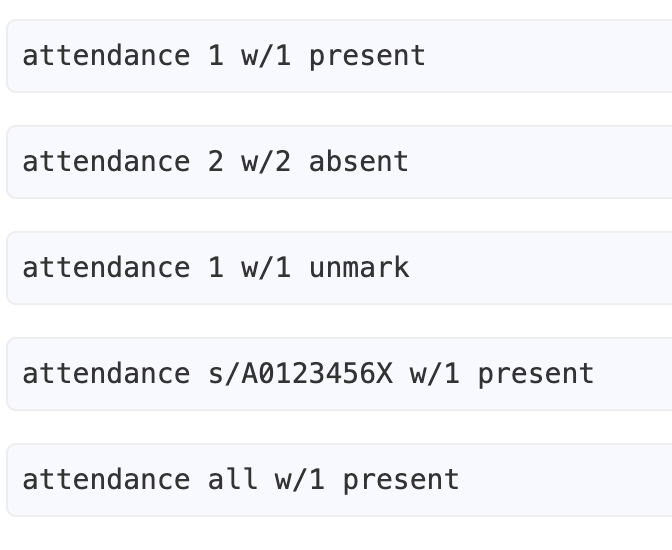 attendance 1 w/1 present
attendance 2 w/2 absent
attendance 1 w/1 unmark
attendance s/A0123456X w/1 present
attendance all w/1 present